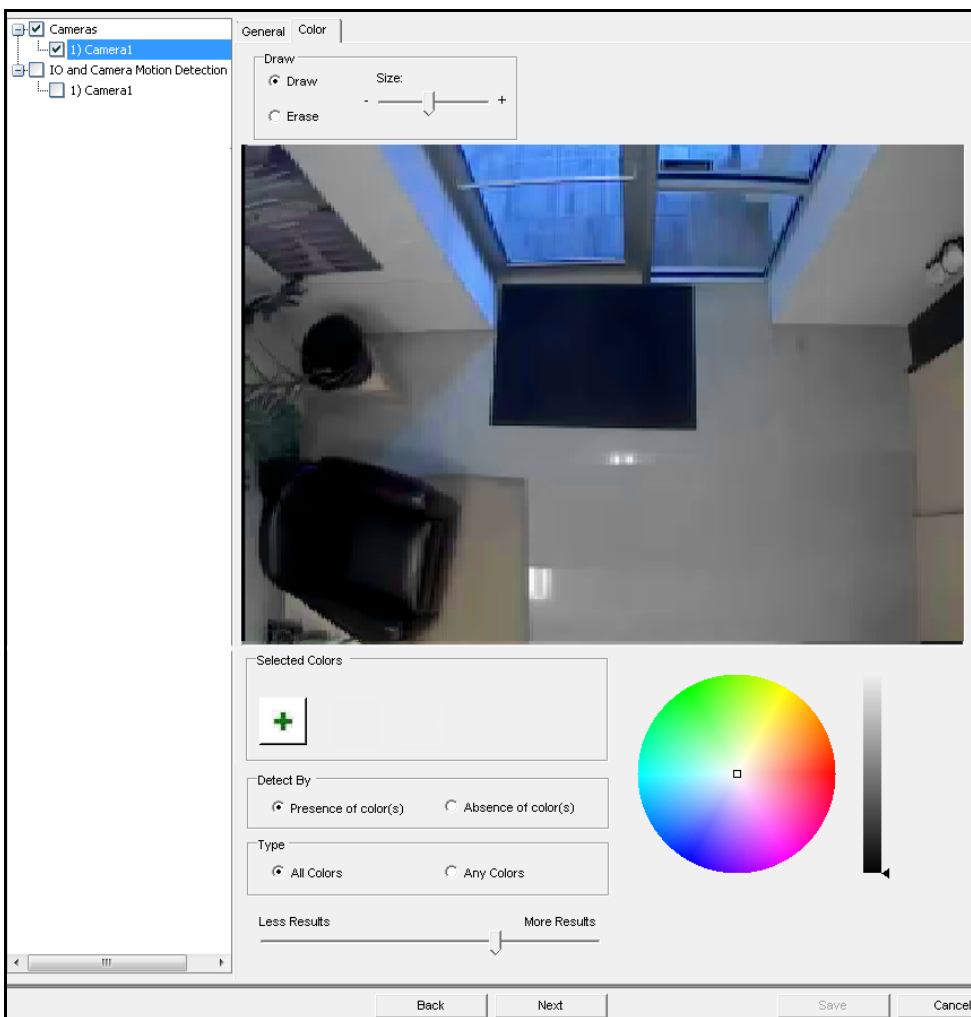 Cameras
1) Camera1
IO and Camera Motion Detection
1) Camera1
General Color
Draw
Draw
Size:
- +
Erase
Selected Colors
Detect By
Presence of color(s) Absence of color(s)
Type
All Colors Any Colors
Less Results More Results
Back Next Save Cancel